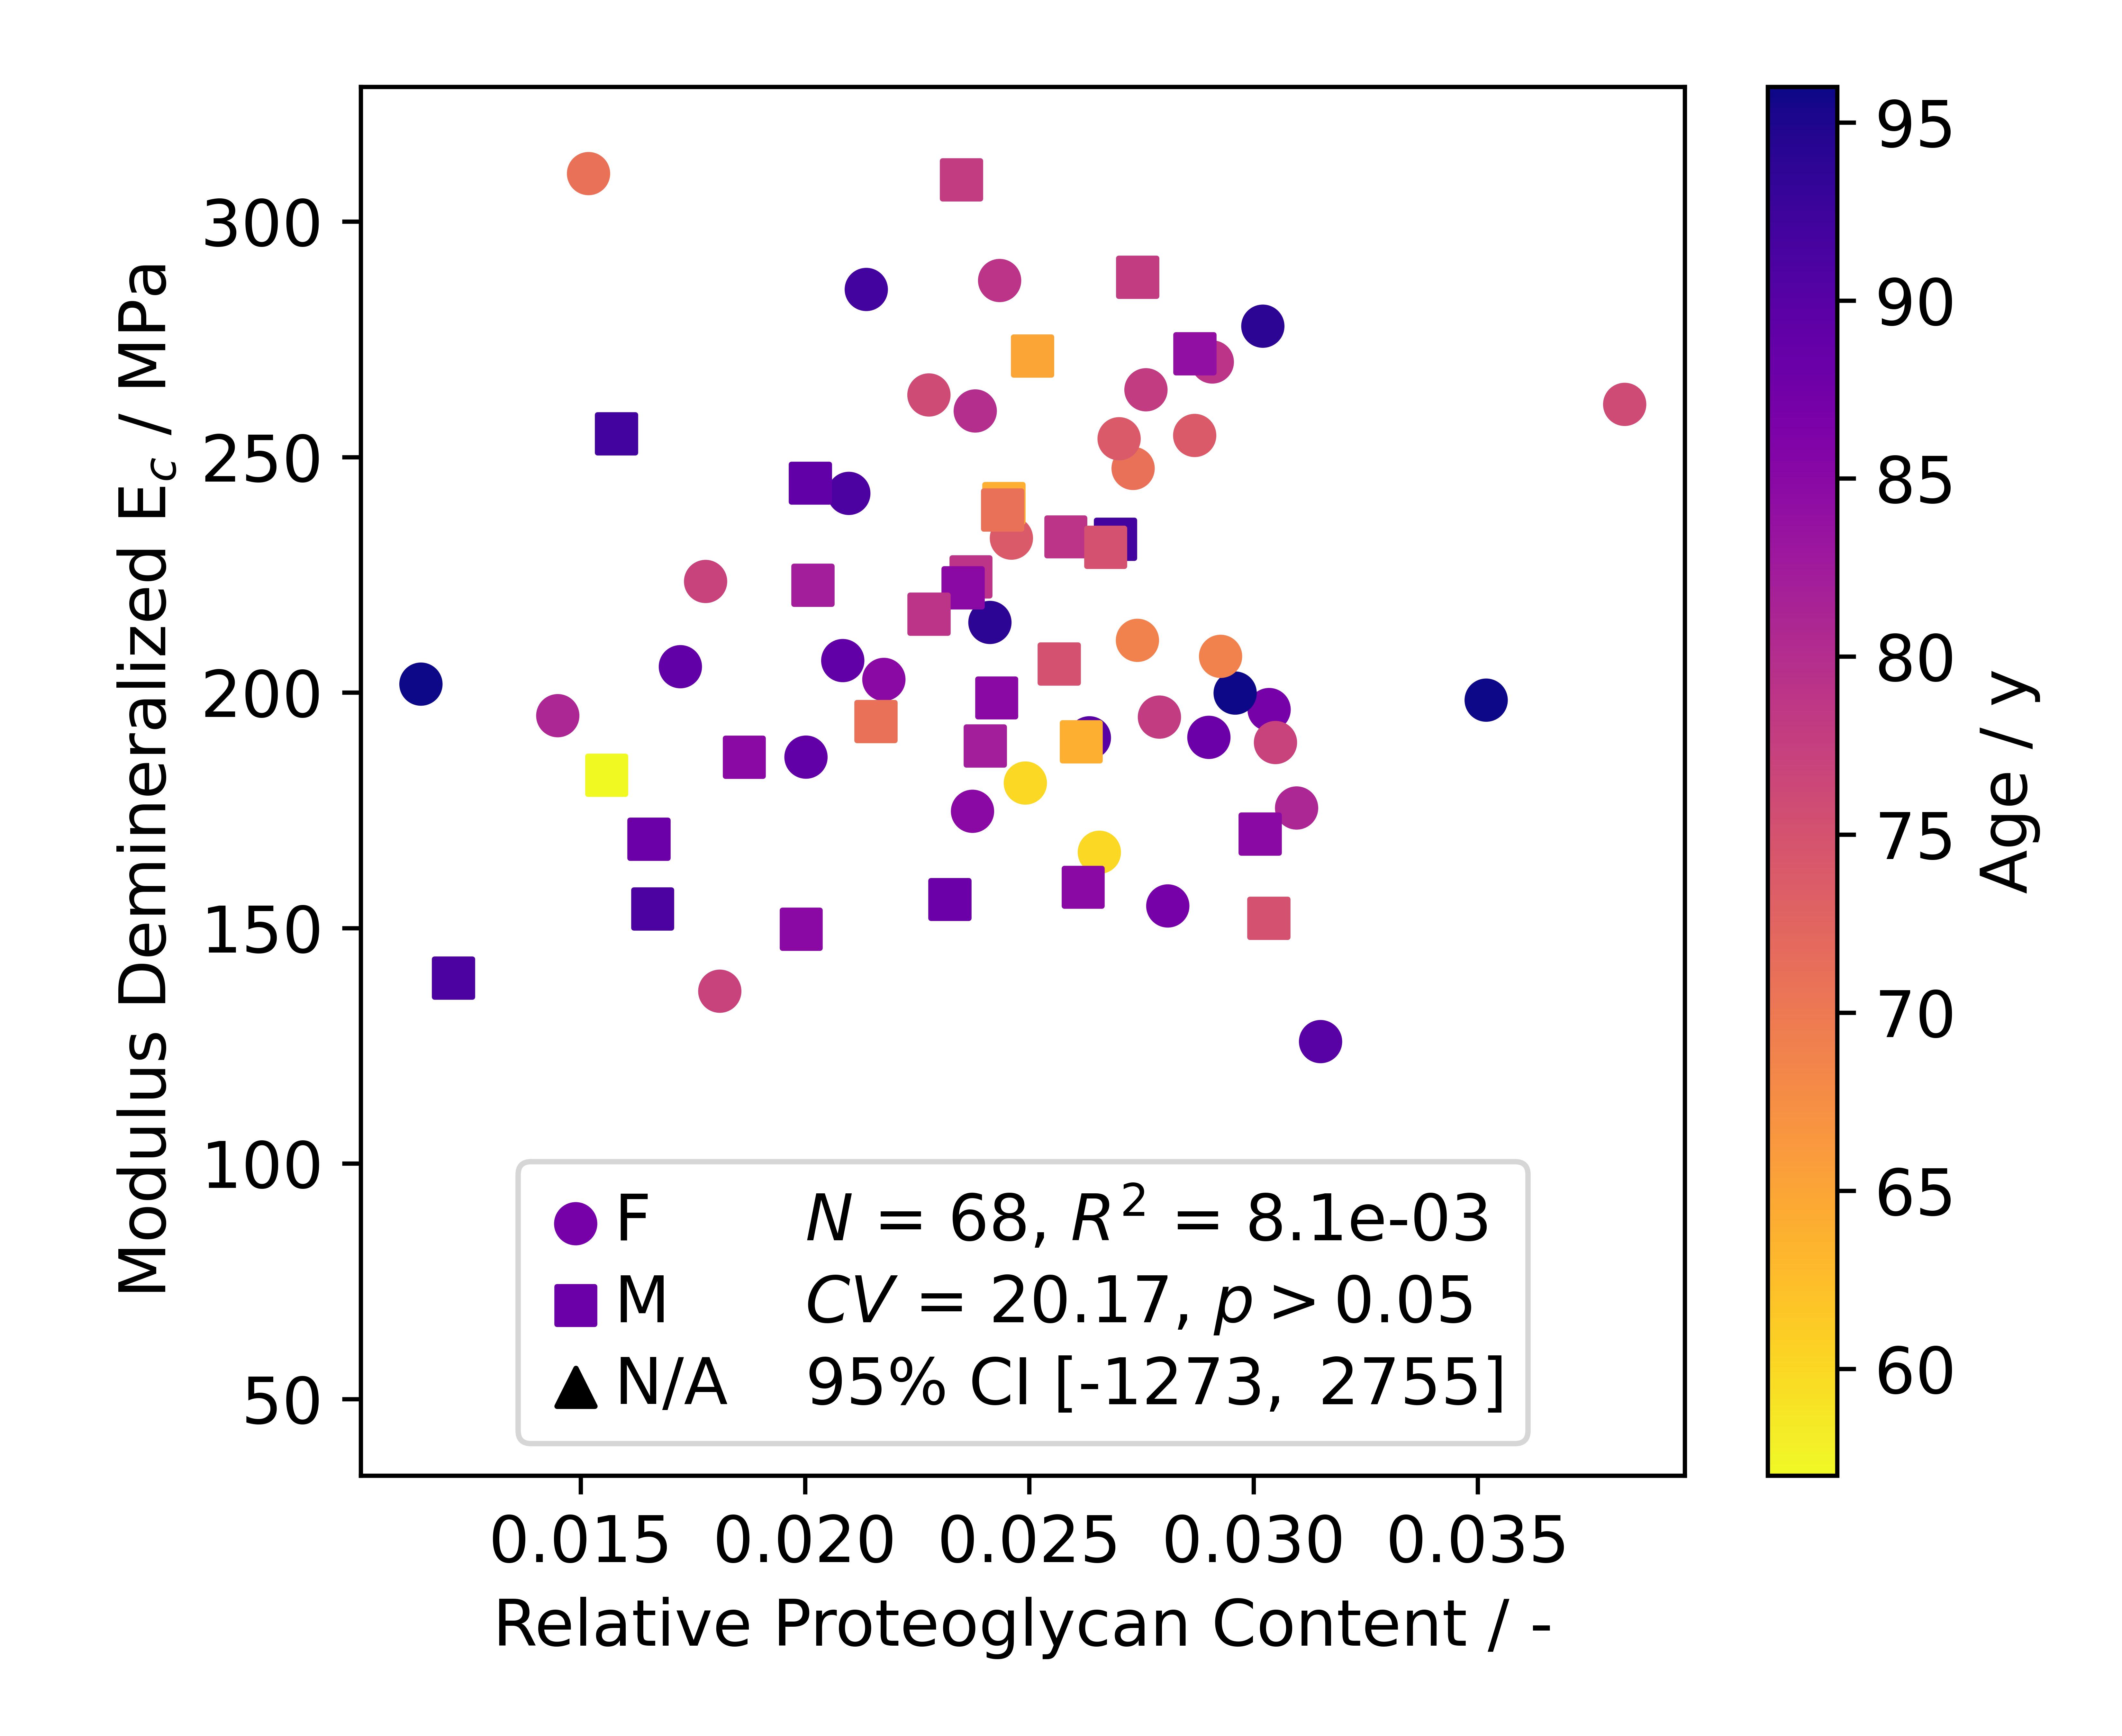 Modulus Demineralized E_c / MPa
300
250
200
150
100
50
F N = 68, R² = 8.1e-03
M CV = 20.17, p > 0.05
N/A 95% CI [-1273, 2755]
0.015 0.020 0.025 0.030 0.035
Relative Proteoglycan Content / -
95
90
85
80
75
70
65
60
Age / y